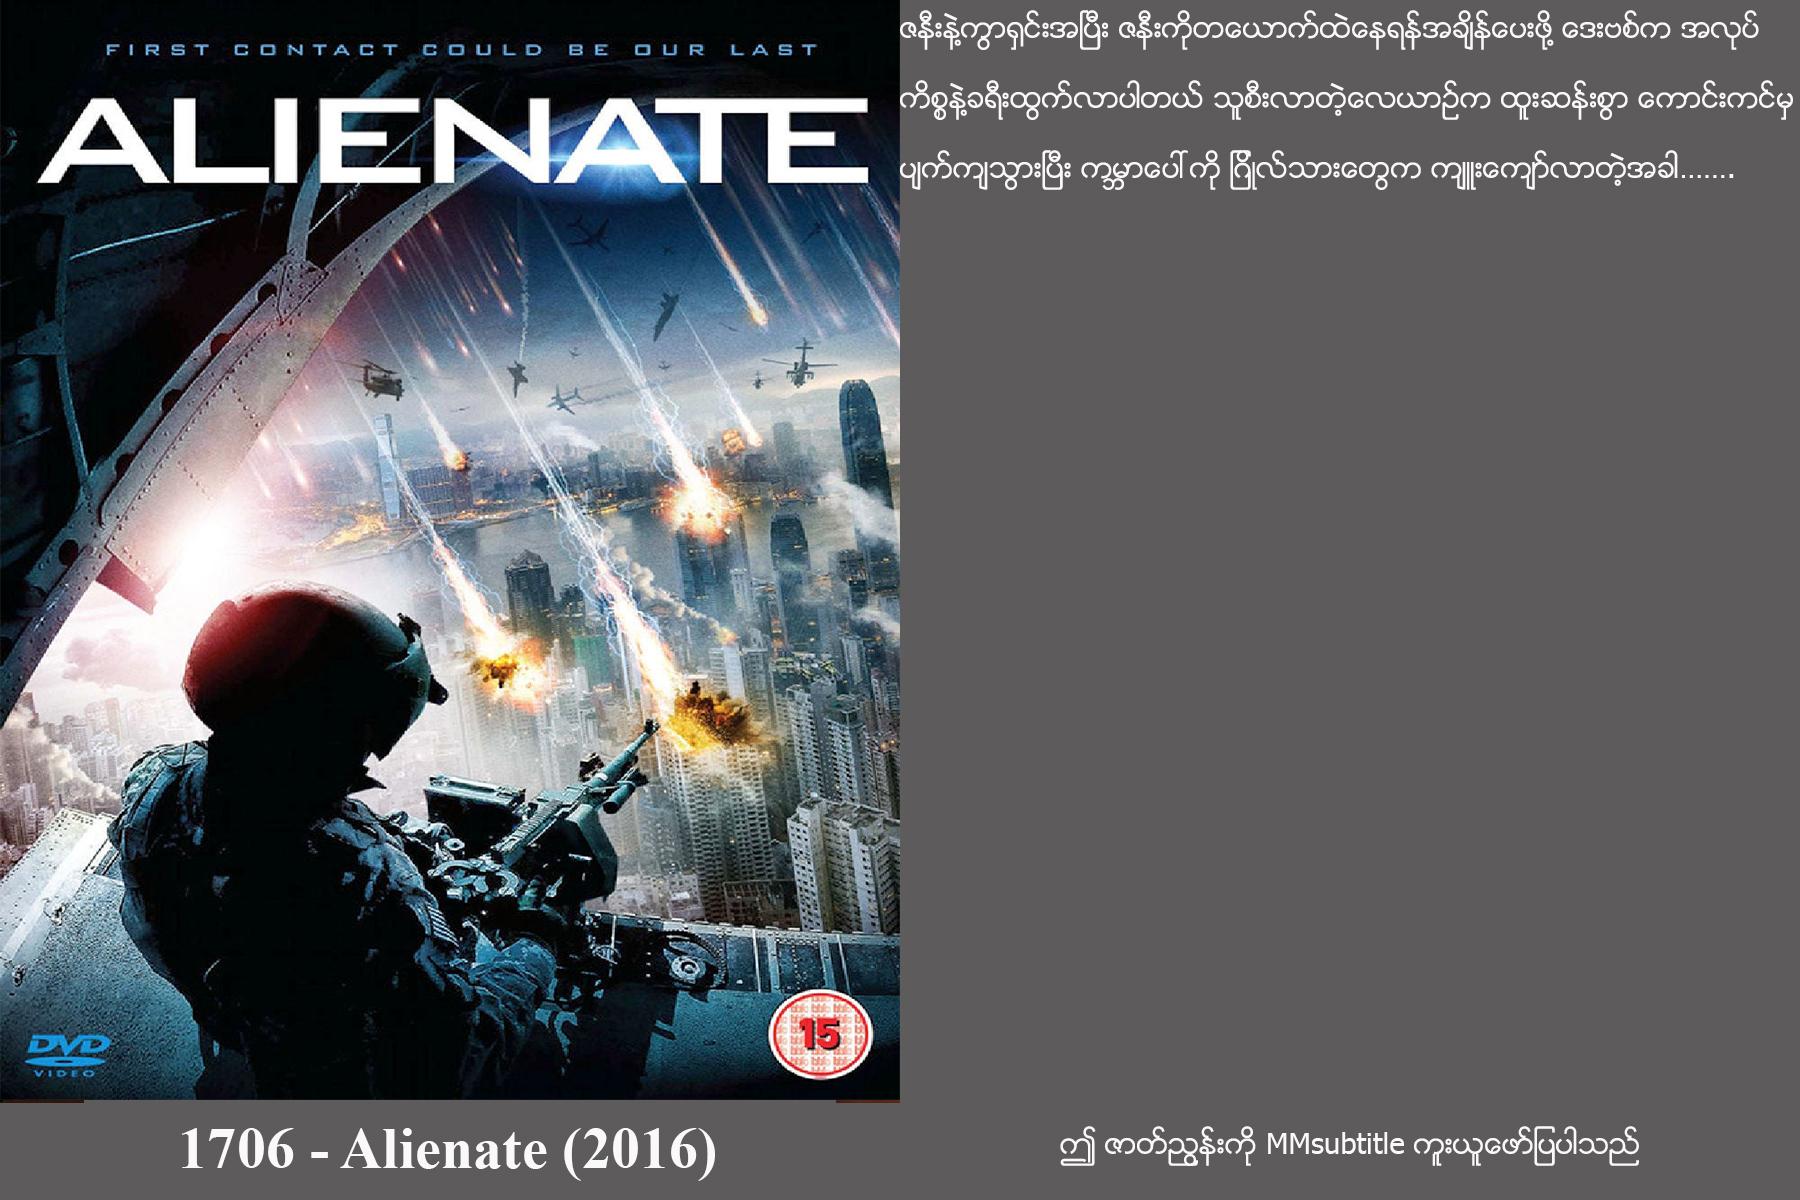 FIRST CONTACT COULD BE OUR LAST
ALIENATE
DVD
VIDEO
15
1706 - Alienate (2016)
ဇနီးနဲ့ကွာရှင်းအပြီး ဇနီးကိုတယောက်ထဲနေရန်အချိန်ပေးဖို့ ဒေးဗစ်က အလုပ်
ကိစ္စနဲ့ခရီးထွက်လာပါတယ် သူစီးလာတဲ့လေယာဉ်က ထူးဆန်းစွာ ကောင်းကင်မှ
ပျက်ကျသွားပြီး ကမ္ဘာပေါ်ကို ဂြိုလ်သားတွေက ကျူးကျော်လာတဲ့အခါ.......
ဤ ဇာတ်ညွှန်းကို MMsubtitle ကူးယူဖော်ပြပါသည်